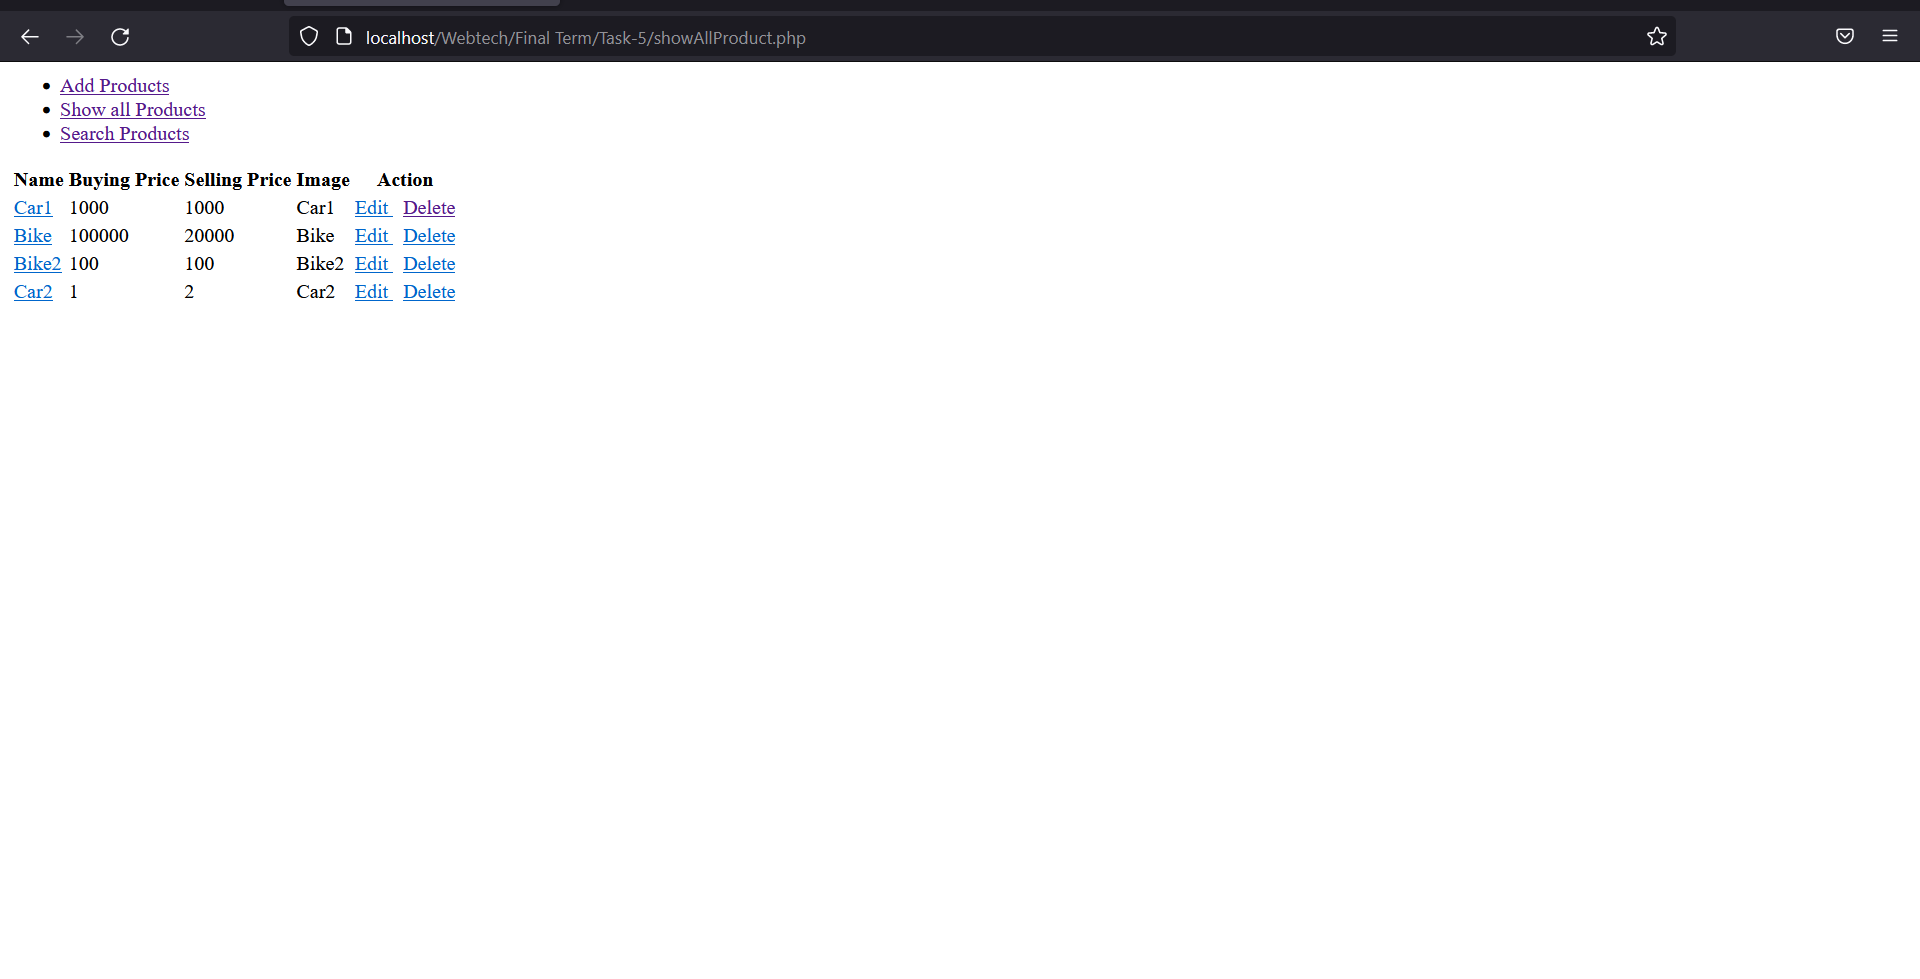 localhost/Webtech/Final Term/Task-5/showAllProduct.php
Add Products
Show all Products
Search Products
Name Buying Price Selling Price Image Action
Car1 1000 1000 Car1 Edit Delete
Bike 100000 20000 Bike Edit Delete
Bike2 100 100 Bike2 Edit Delete
Car2 1 2 Car2 Edit Delete